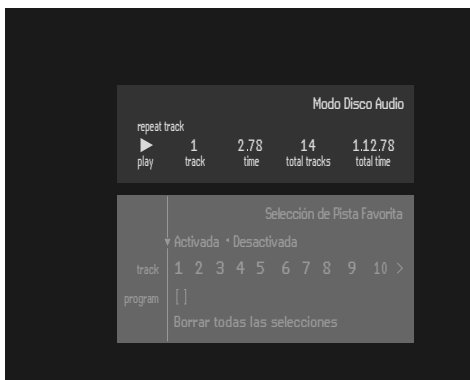 Modo Disco Audio
repeat track
1 2.78 14 1.12.78
play track time total tracks total time
Selección de Pista Favorita
Activada • Desactivada
track 1 2 3 4 5 6 7 8 9 10 >
program [ ]
Borrar todas las selecciones